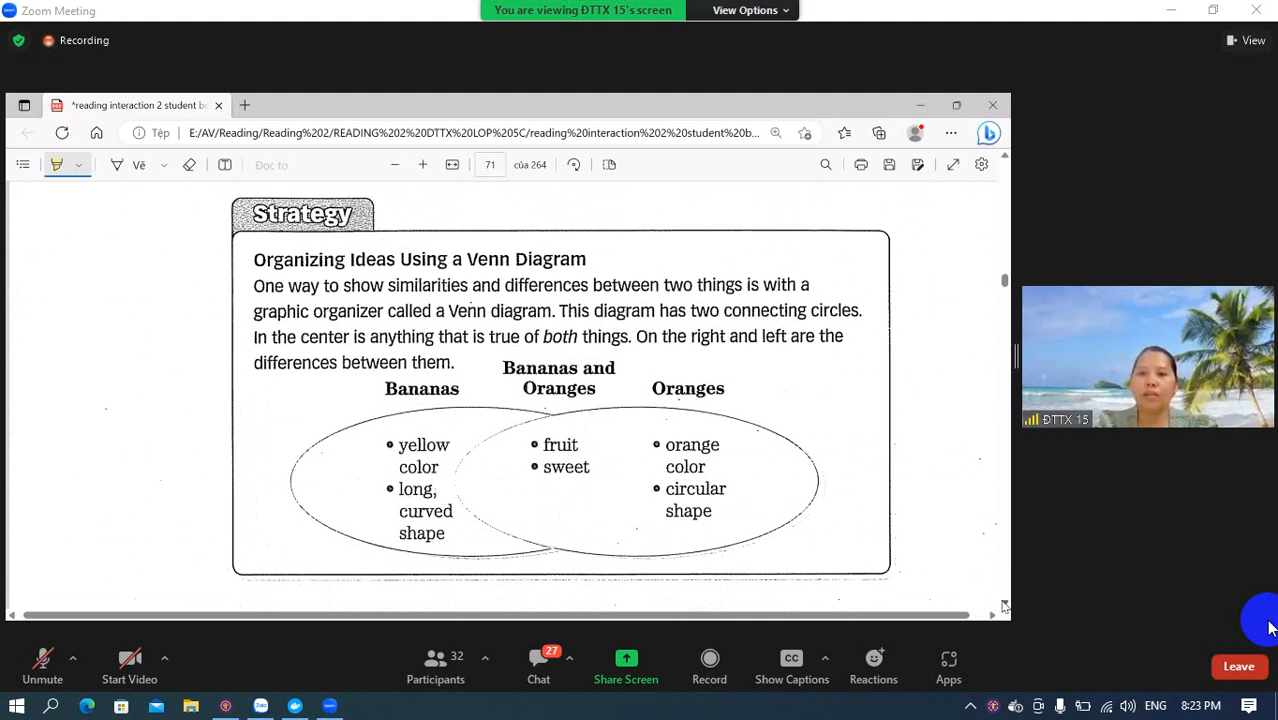 Zoom Meeting
You are viewing ĐTTX 15's screen
View Options
Recording
View
*reading interaction 2 student bo
Tệp
E:/AV/Reading/Reading%202/READING%202%20DTTX%20LOP%205C/reading%20interaction%202%20student%20b...
Vẽ
Đọc to
71
của 264
Strategy
Organizing Ideas Using a Venn Diagram
One way to show similarities and differences between two things is with a
graphic organizer called a Venn diagram. This diagram has two connecting circles.
In the center is anything that is true of both things. On the right and left are the
differences between them.
Bananas
Bananas and
Oranges
Oranges
• yellow
color
• long,
curved
shape
• fruit
• sweet
• orange
color
• circular
shape
ĐTTX 15
Unmute
Start Video
Participants
32
Chat
27
Share Screen
Record
CC
Show Captions
Reactions
Apps
Leave
Zalo
zoom
ENG
8:23 PM